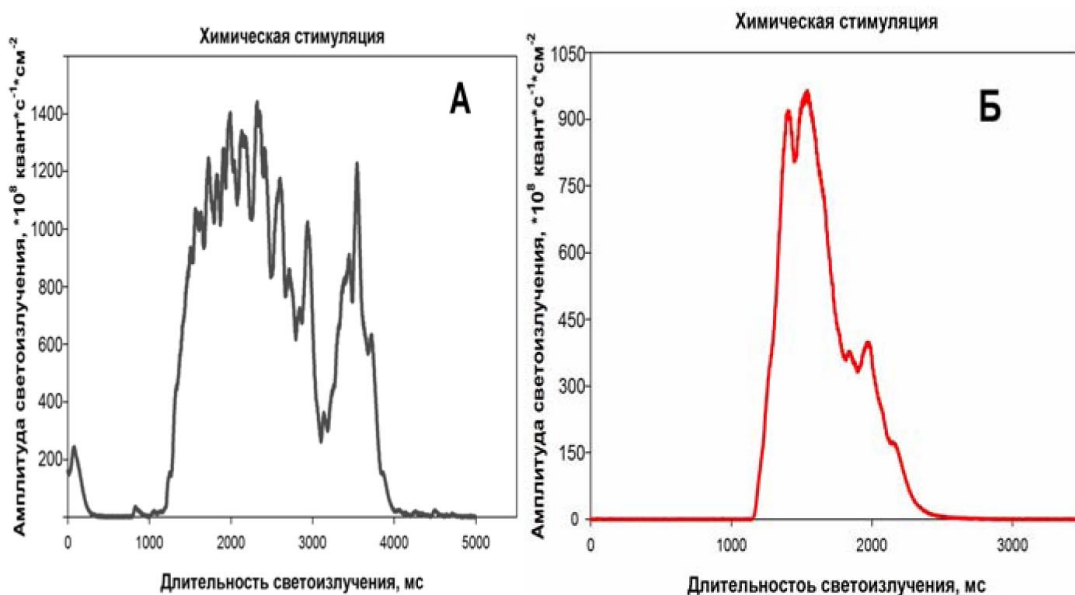 Химическая стимуляция
А
Амплитуда светоизлучения, *10⁸ квант*с⁻¹*см⁻²
1400
1200
1000
800
600
400
200
0 1000 2000 3000 4000 5000
Длительность светоизлучения, мс
Химическая стимуляция
Б
Амплитуда светоизлучения, *10⁸ квант*с⁻¹*см⁻²
1050
900
750
600
450
300
150
0
0 1000 2000 3000
Длительностоь светоизлучения, мс